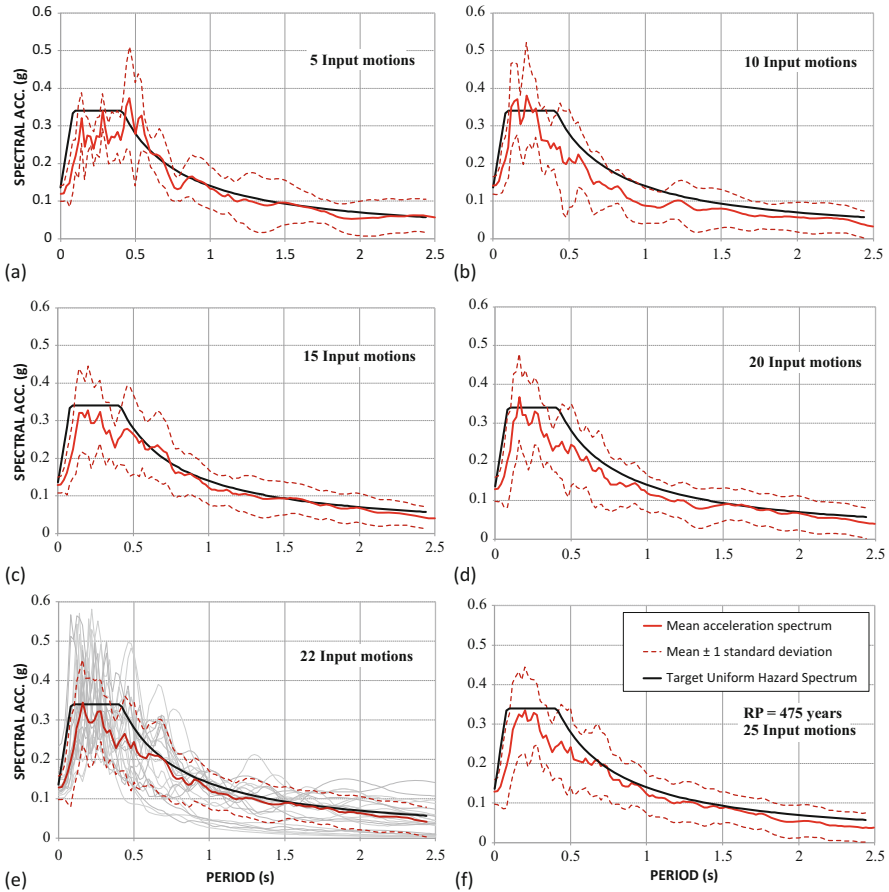 SPECTRAL ACC. (g)
0.6
0.5
0.4
0.3
0.2
0.1
0
5 Input motions
0 0.5 1 1.5 2 2.5
(a)
0.6
0.5
0.4
0.3
0.2
0.1
0
10 Input motions
0 0.5 1 1.5 2 2.5
(b)
SPECTRAL ACC. (g)
0.6
0.5
0.4
0.3
0.2
0.1
0
15 Input motions
0 0.5 1 1.5 2 2.5
(c)
0.6
0.5
0.4
0.3
0.2
0.1
0
20 Input motions
0 0.5 1 1.5 2 2.5
(d)
SPECTRAL ACC. (g)
0.6
0.5
0.4
0.3
0.2
0.1
0
22 Input motions
0 0.5 1 1.5 2 2.5
PERIOD (s)
(e)
0.6
0.5
0.4
0.3
0.2
0.1
0
Mean acceleration spectrum
Mean ± 1 standard deviation
Target Uniform Hazard Spectrum
RP = 475 years
25 Input motions
0 0.5 1 1.5 2 2.5
PERIOD (s)
(f)